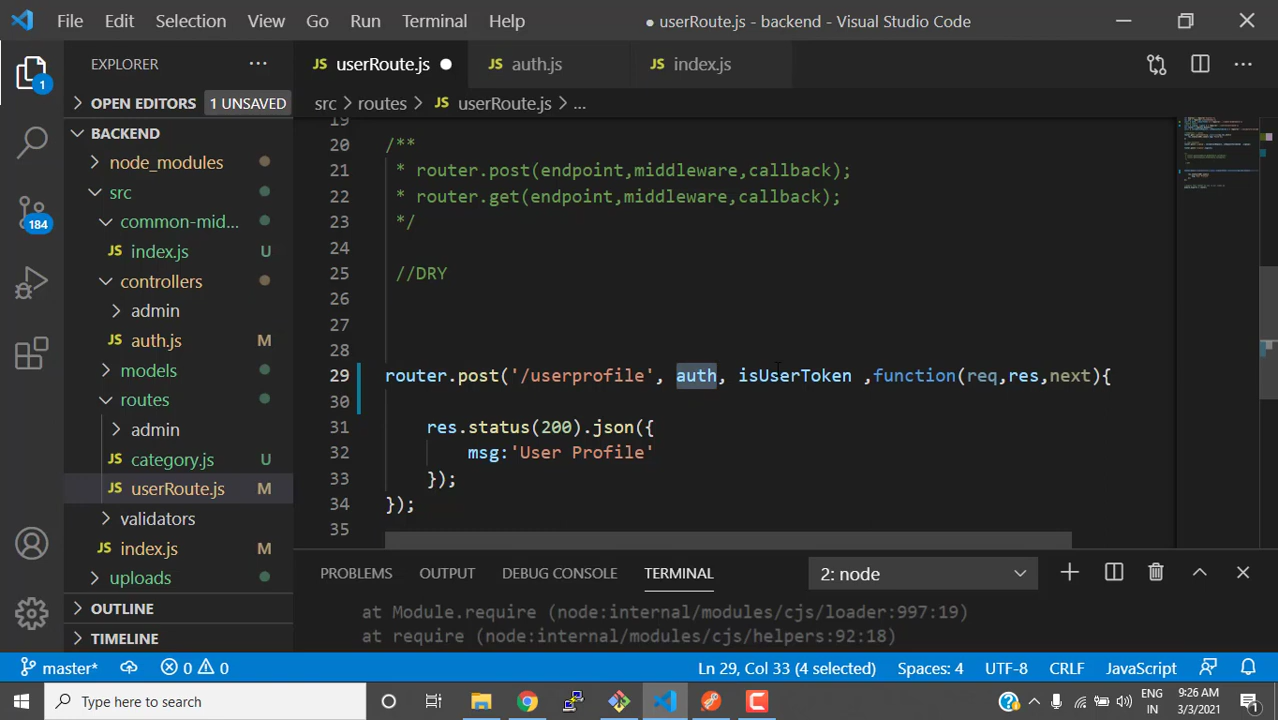 File Edit Selection View Go Run Terminal Help ● userRoute.js - backend - Visual Studio Code
EXPLORER ··· JS userRoute.js ● JS auth.js JS index.js ···
OPEN EDITORS 1 UNSAVED
src > routes > JS userRoute.js > ...
BACKEND
node_modules
src
common-mid...
JS index.js U
controllers
admin
JS auth.js M
models
routes
admin
JS category.js U
JS userRoute.js M
validators
JS index.js M
uploads
OUTLINE
TIMELINE
1
184
19
20 /**
21 * router.post(endpoint,middleware,callback);
22 * router.get(endpoint,middleware,callback);
23 */
24
25 //DRY
26
27
28
29 router.post('/userprofile', auth, isUserToken ,function(req,res,next){
30
31 res.status(200).json({
32 msg:'User Profile'
33 });
34 });
35
PROBLEMS OUTPUT DEBUG CONSOLE TERMINAL 2: node
at Module.require (node:internal/modules/cjs/loader:997:19)
at require (node:internal/modules/cjs/helpers:92:18)
master* 0 0 Ln 29, Col 33 (4 selected) Spaces: 4 UTF-8 CRLF JavaScript
Type here to search
ENG
IN
9:26 AM
3/3/2021
1